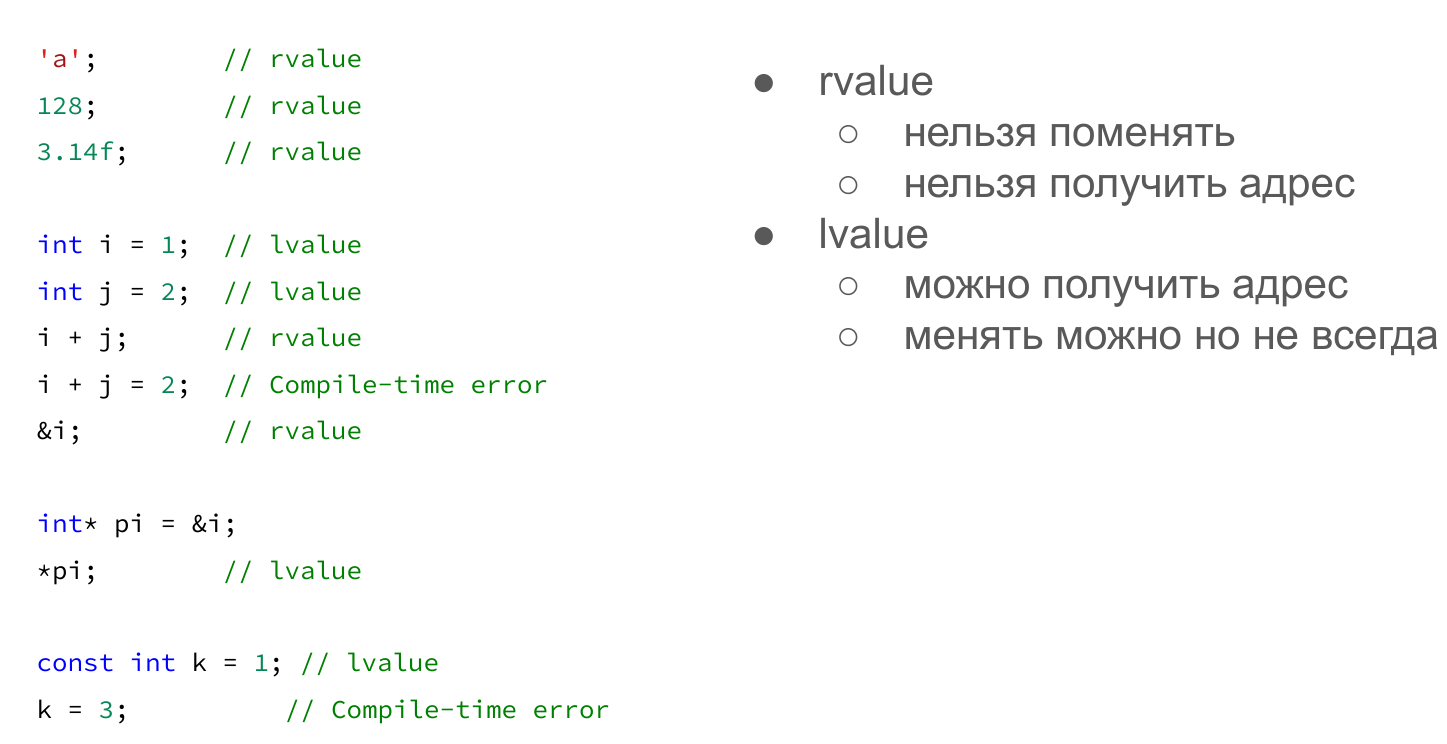 'a';        // rvalue
128;        // rvalue
3.14f;      // rvalue
int i = 1;  // lvalue
int j = 2;  // lvalue
i + j;      // rvalue
i + j = 2;  // Compile-time error
&i;         // rvalue
int* pi = &i;
*pi;        // lvalue
const int k = 1; // lvalue
k = 3;          // Compile-time error
● rvalue
○ нельзя поменять
○ нельзя получить адрес
● lvalue
○ можно получить адрес
○ менять можно но не всегда